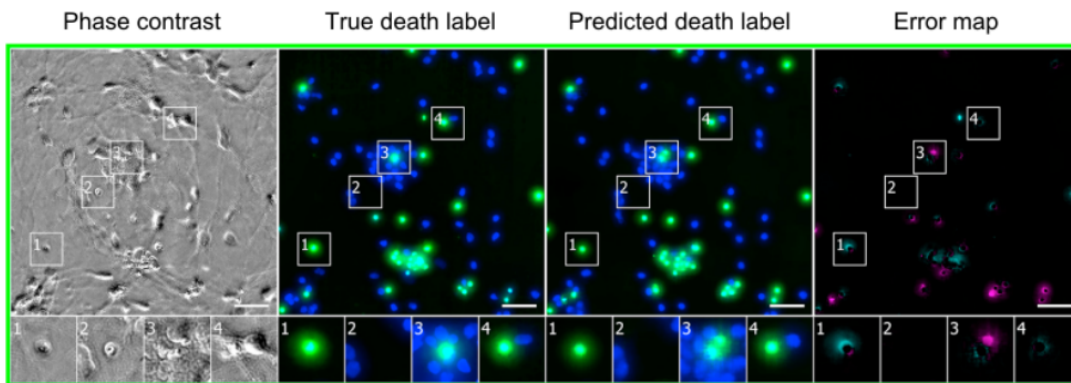 Phase contrast True death label Predicted death label Error map
4 4 4 4
3 3 3 3
2 2 2 2
1 1 1 1
1 2 3 4 1 2 3 4 1 2 3 4 1 2 3 4